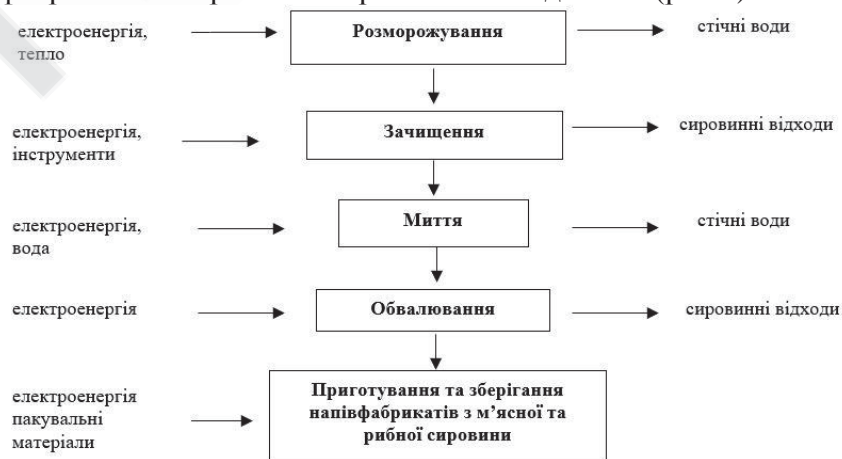 електроенергія,
тепло
Розморожування
стічні води
електроенергія,
інструменти
Зачищення
сировинні відходи
електроенергія,
вода
Миття
стічні води
електроенергія
Обвалювання
сировинні відходи
електроенергія
пакувальні
матеріали
Приготування та зберігання
напівфабрикатів з м’ясної та
рибної сировини